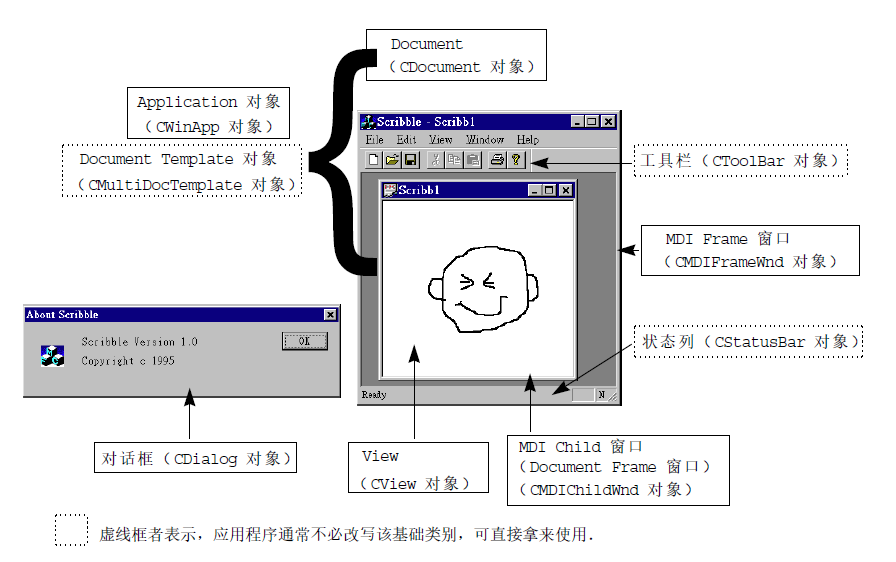 Document
（CDocument 对象）
Application 对象
（CWinApp 对象）
Document Template 对象
（CMultiDocTemplate 对象）
Scribble - Scribb1
File Edit View Window Help
工具栏（CToolBar 对象）
Scribb1
MDI Frame 窗口
（CMDIFrameWnd 对象）
About Scribble
Scribble Version 1.0
OK
Copyright c 1995
状态列（CStatusBar 对象）
Ready
N
对话框（CDialog 对象）
View
（CView 对象）
MDI Child 窗口
（Document Frame 窗口）
（CMDIChildWnd 对象）
虚线框者表示，应用程序通常不必改写该基础类别，可直接拿来使用．